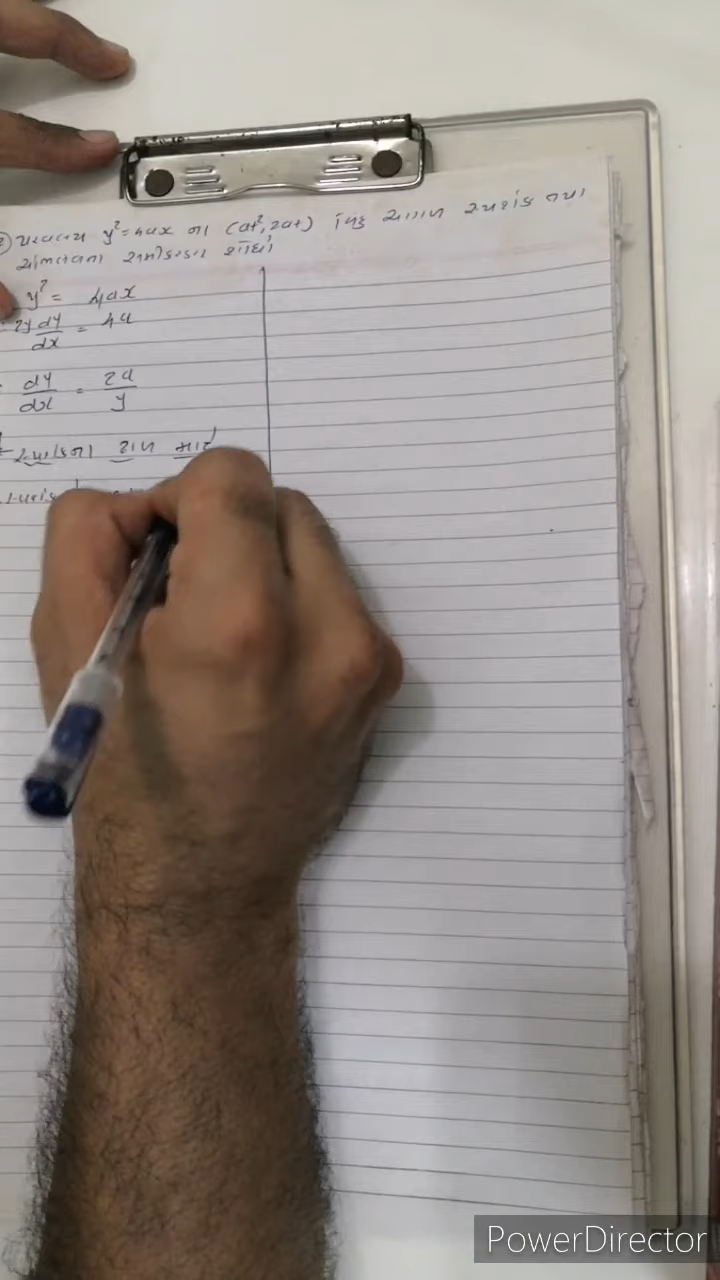 પરવલય y² = 4ax ના (at², 2at) બિંદુ આગળ સ્પર્શક તથા
અભિલંબના સમીકરણ શોધો
y² = 4ax
2y dy/dx = 4a
dy/dx = 2a/y
સ્પર્શકના ઢાળ માટે
PowerDirector